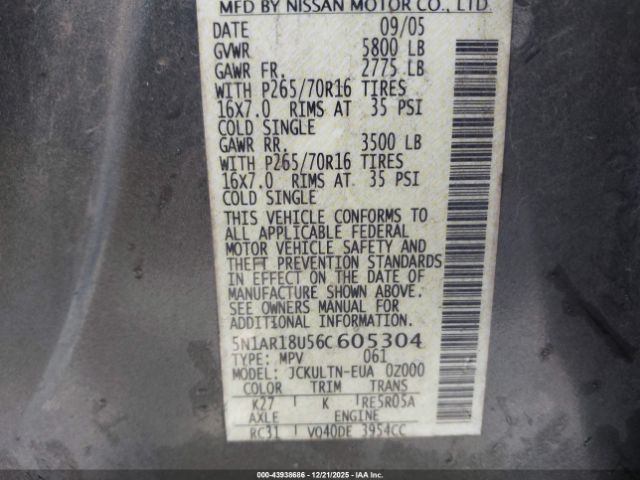 MFD BY NISSAN MOTOR CO., LTD
DATE 09/05
GVWR 5800 LB
GAWR FR. 2775 LB
WITH P265/70R16 TIRES
16X7.0 RIMS AT 35 PSI
COLD SINGLE
GAWR RR. 3500 LB
WITH P265/70R16 TIRES
16X7.0 RIMS AT 35 PSI
COLD SINGLE
THIS VEHICLE CONFORMS TO
ALL APPLICABLE FEDERAL
MOTOR VEHICLE SAFETY AND
THEFT PREVENTION STANDARDS
IN EFFECT ON THE DATE OF
MANUFACTURE SHOWN ABOVE.
SEE OWNERS MANUAL FOR
ADDITIONAL INFORMATION
5N1AR18U56C605304
TYPE: MPV 061
MODEL: JCKULTN-EUA 0Z000
COLOR TRIM TRANS
K27 K RE5R05A
AXLE ENGINE
RC31 VQ40DE 3954CC
000-43938686 - 12/21/2025 - IAAI.COM